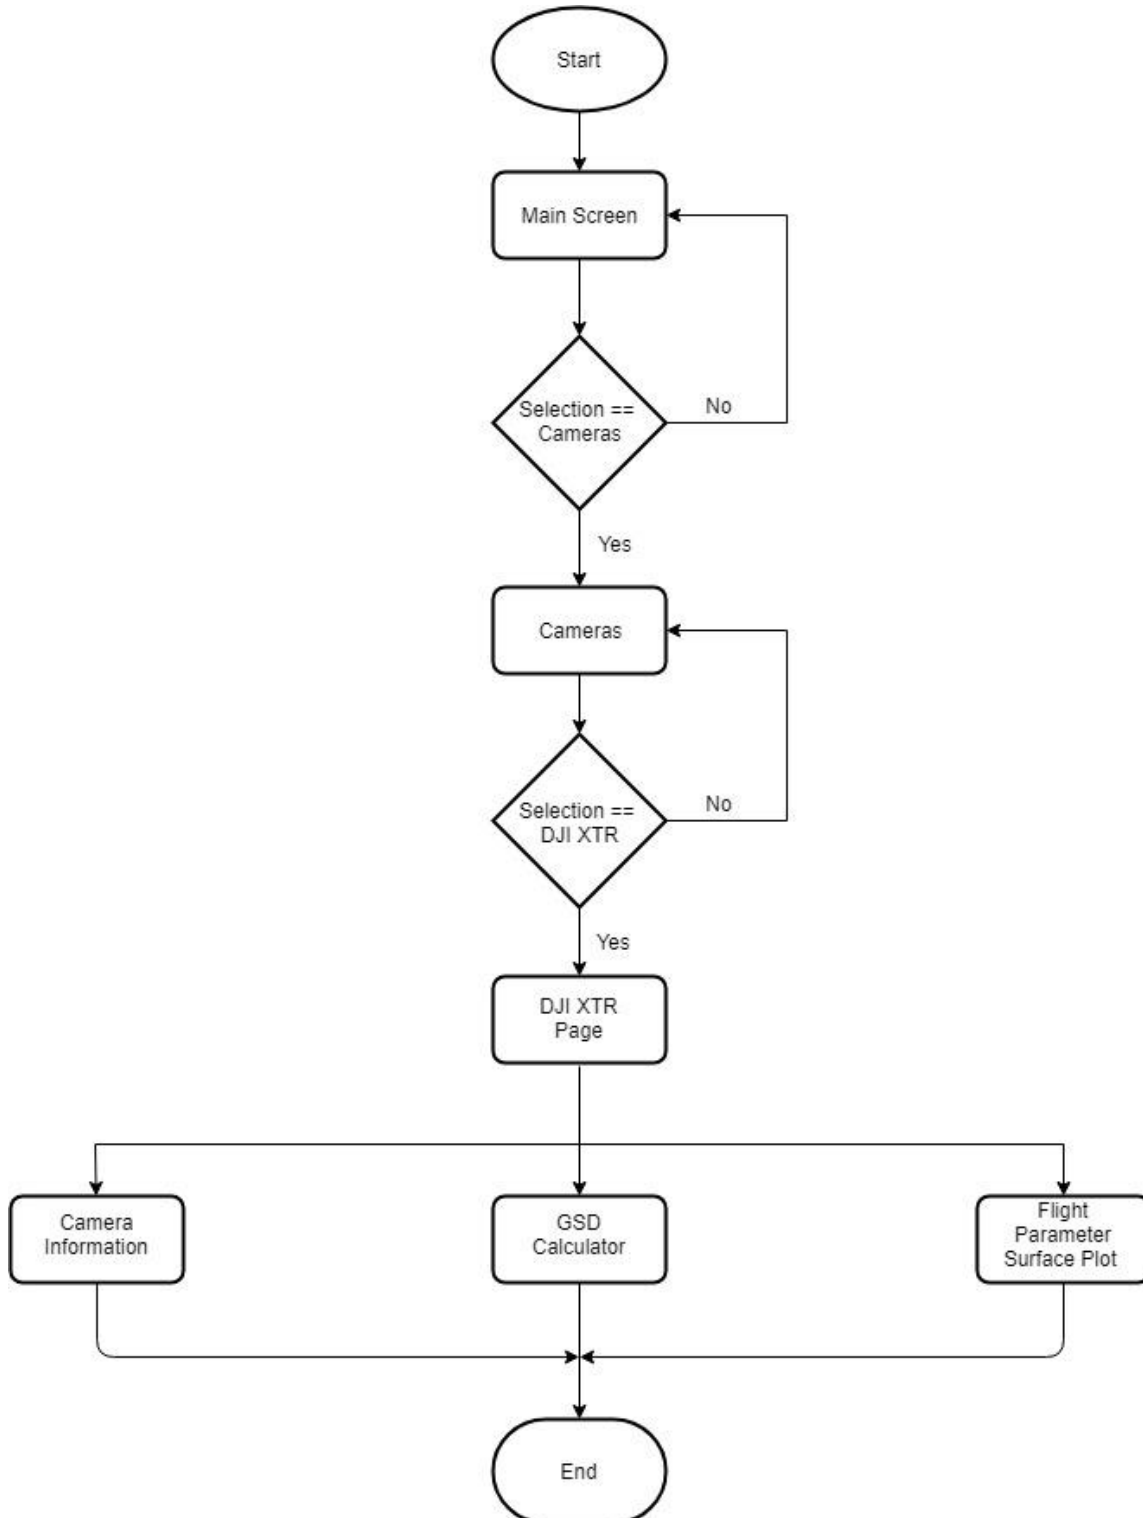 Start
Main Screen
Selection ==
Cameras
No
Yes
Cameras
Selection ==
DJI XTR
No
Yes
DJI XTR
Page
Camera
Information
GSD
Calculator
Flight
Parameter
Surface Plot
End